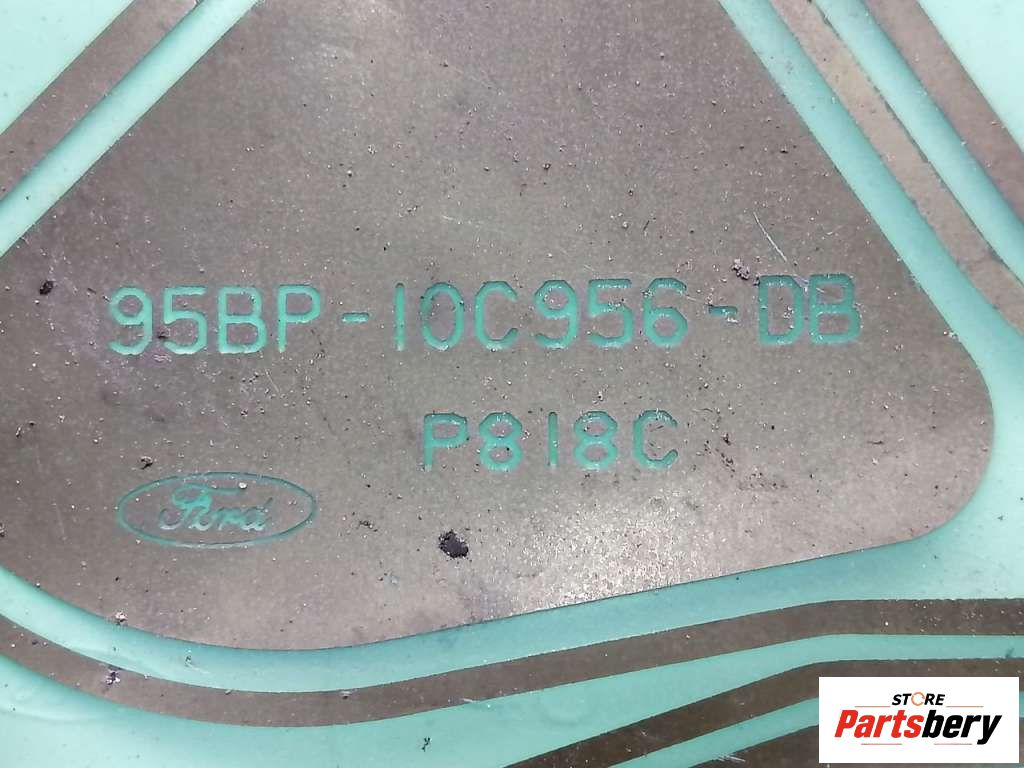 95BP-10C956-DB
P818C
Ford
STORE
Partsbery